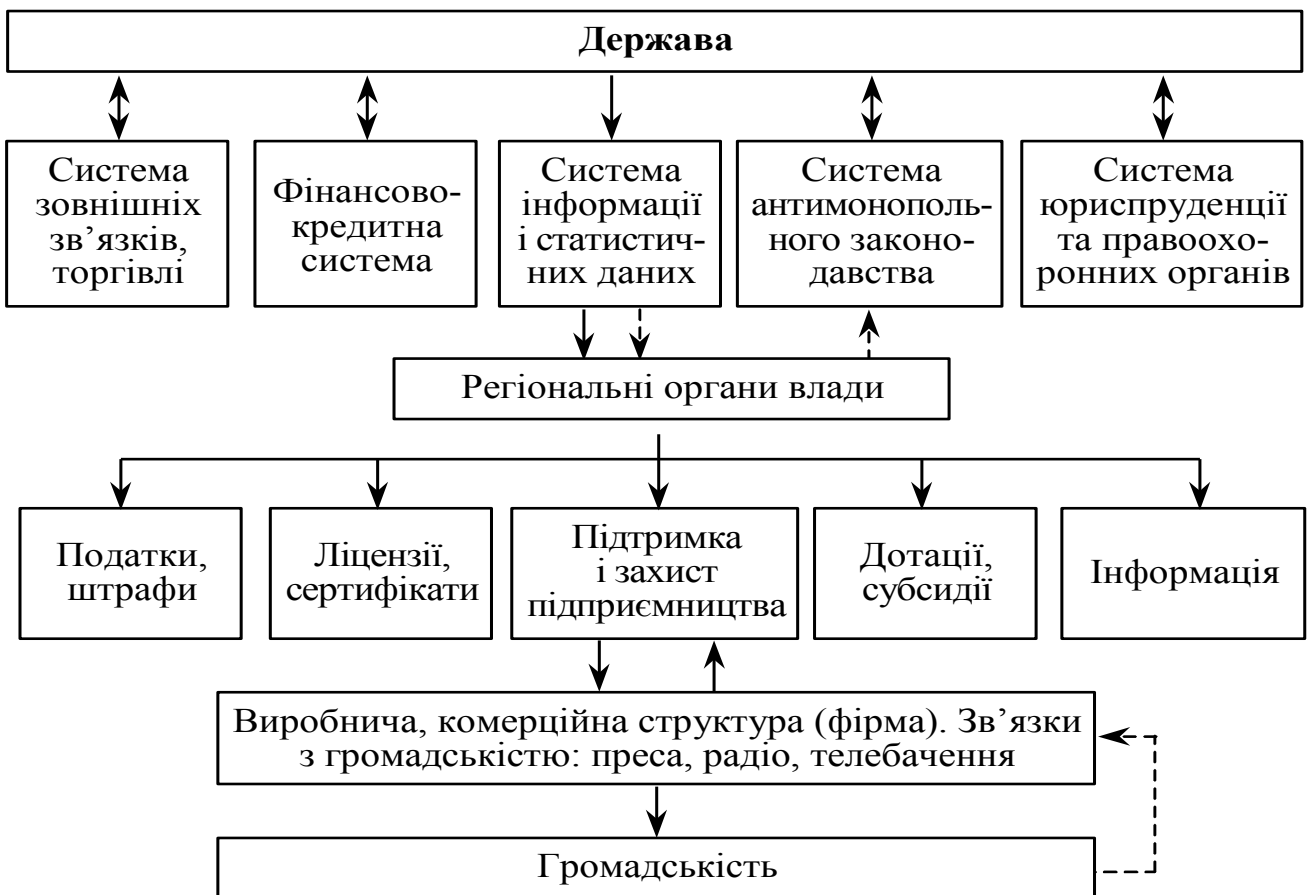 Держава
Система
зовнішніх
зв’язків,
торгівлі
Фінансово-
кредитна
система
Система
інформації
і статистич-
них даних
Система
антимонополь-
ного законо-
давства
Система
юриспруденції
та правоохо-
ронних органів
Регіональні органи влади
Податки,
штрафи
Ліцензії,
сертифікати
Підтримка
і захист
підприємництва
Дотації,
субсидії
Інформація
Виробнича, комерційна структура (фірма). Зв’язки
з громадськістю: преса, радіо, телебачення
Громадськість